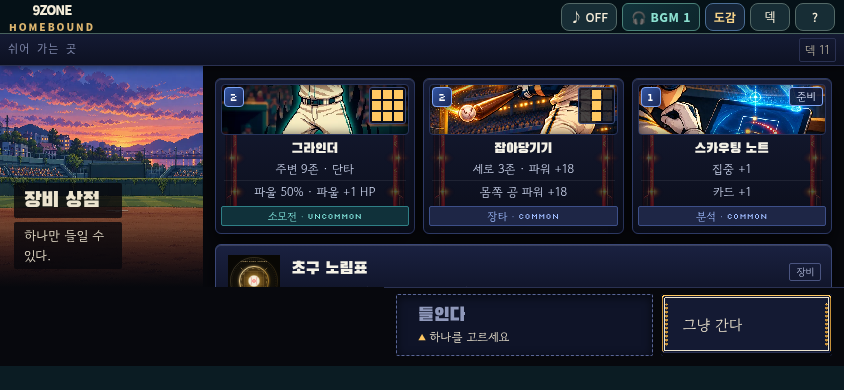 9ZONE
HOMEBOUND
♪ OFF
🎧 BGM 1
도감
덱
?
쉬어 가는 곳
덱 11
장비 상점
하나만 들일 수
있다.
2
그라인더
주변 9존 · 단타
파울 50% · 파울 +1 HP
소모전 · UNCOMMON
2
잡아당기기
세로 3존 · 파워 +18
몸쪽 공 파워 +18
장타 · COMMON
1
준비
스카우팅 노트
집중 +1
카드 +1
분석 · COMMON
초구 노림표
장비
들인다
▲ 하나를 고르세요
그냥 간다